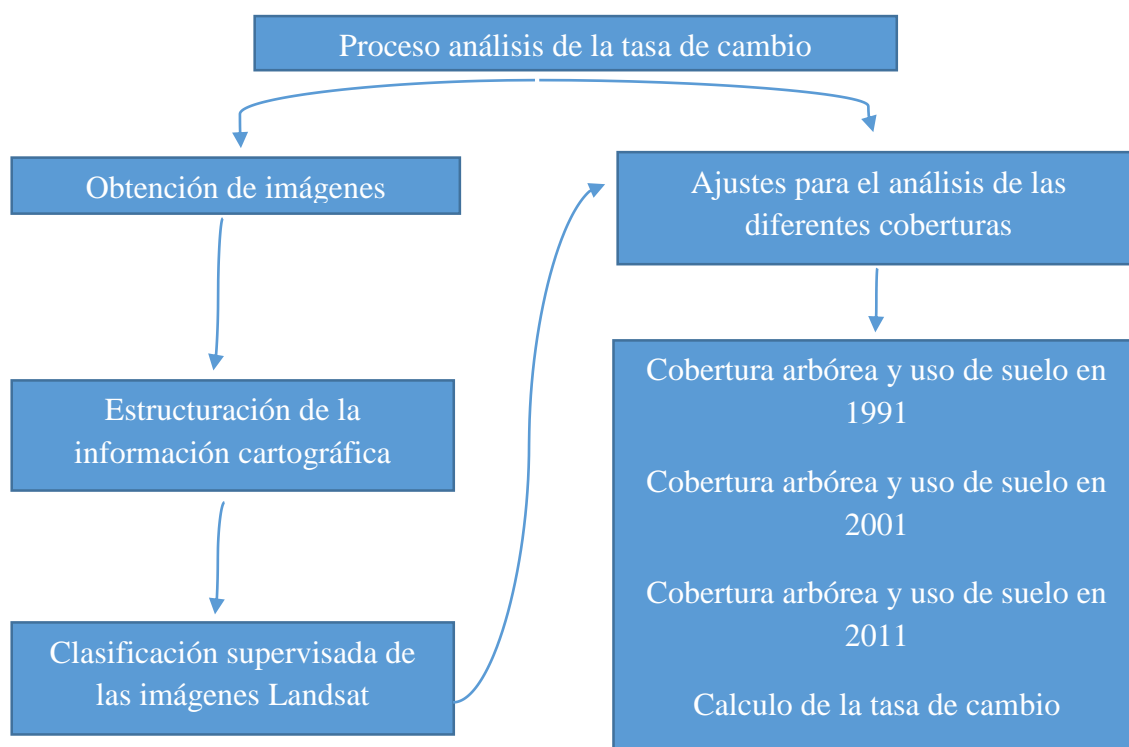 Proceso análisis de la tasa de cambio
Obtención de imágenes
Estructuración de la
información cartográfica
Clasificación supervisada de
las imágenes Landsat
Ajustes para el análisis de las
diferentes coberturas
Cobertura arbórea y uso de suelo en
1991
Cobertura arbórea y uso de suelo en
2001
Cobertura arbórea y uso de suelo en
2011
Calculo de la tasa de cambio